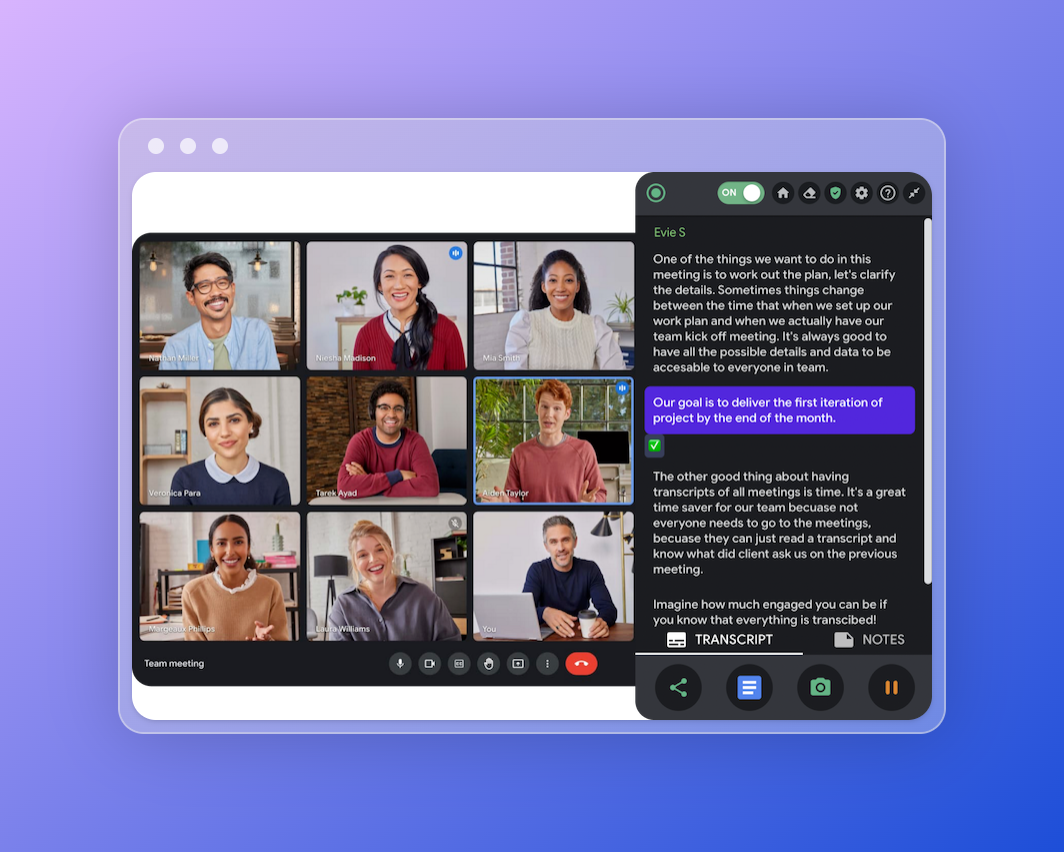 ON
Evie S
One of the things we want to do in this
meeting is to work out the plan, let's clarify
the details. Sometimes things change
between the time that when we set up our
work plan and when we actually have our
team kick off meeting. It's always good to
have all the possible details and data to be
accesable to everyone in team.
Our goal is to deliver the first iteration of
project by the end of the month.
The other good thing about having
transcripts of all meetings is time. It's a great
time saver for our team becuase not
everyone needs to go to the meetings,
becuase they can just read a transcript and
know what did client ask us on the previous
meeting.
Imagine how much engaged you can be if
you know that everything is transcibed!
TRANSCRIPT
NOTES
Nathan Miller
Niesha Madison
Mia Smith
Veronica Para
Tarek Ayad
Aiden Taylor
Margeaux Phillips
Laura Williams
You
Team meeting